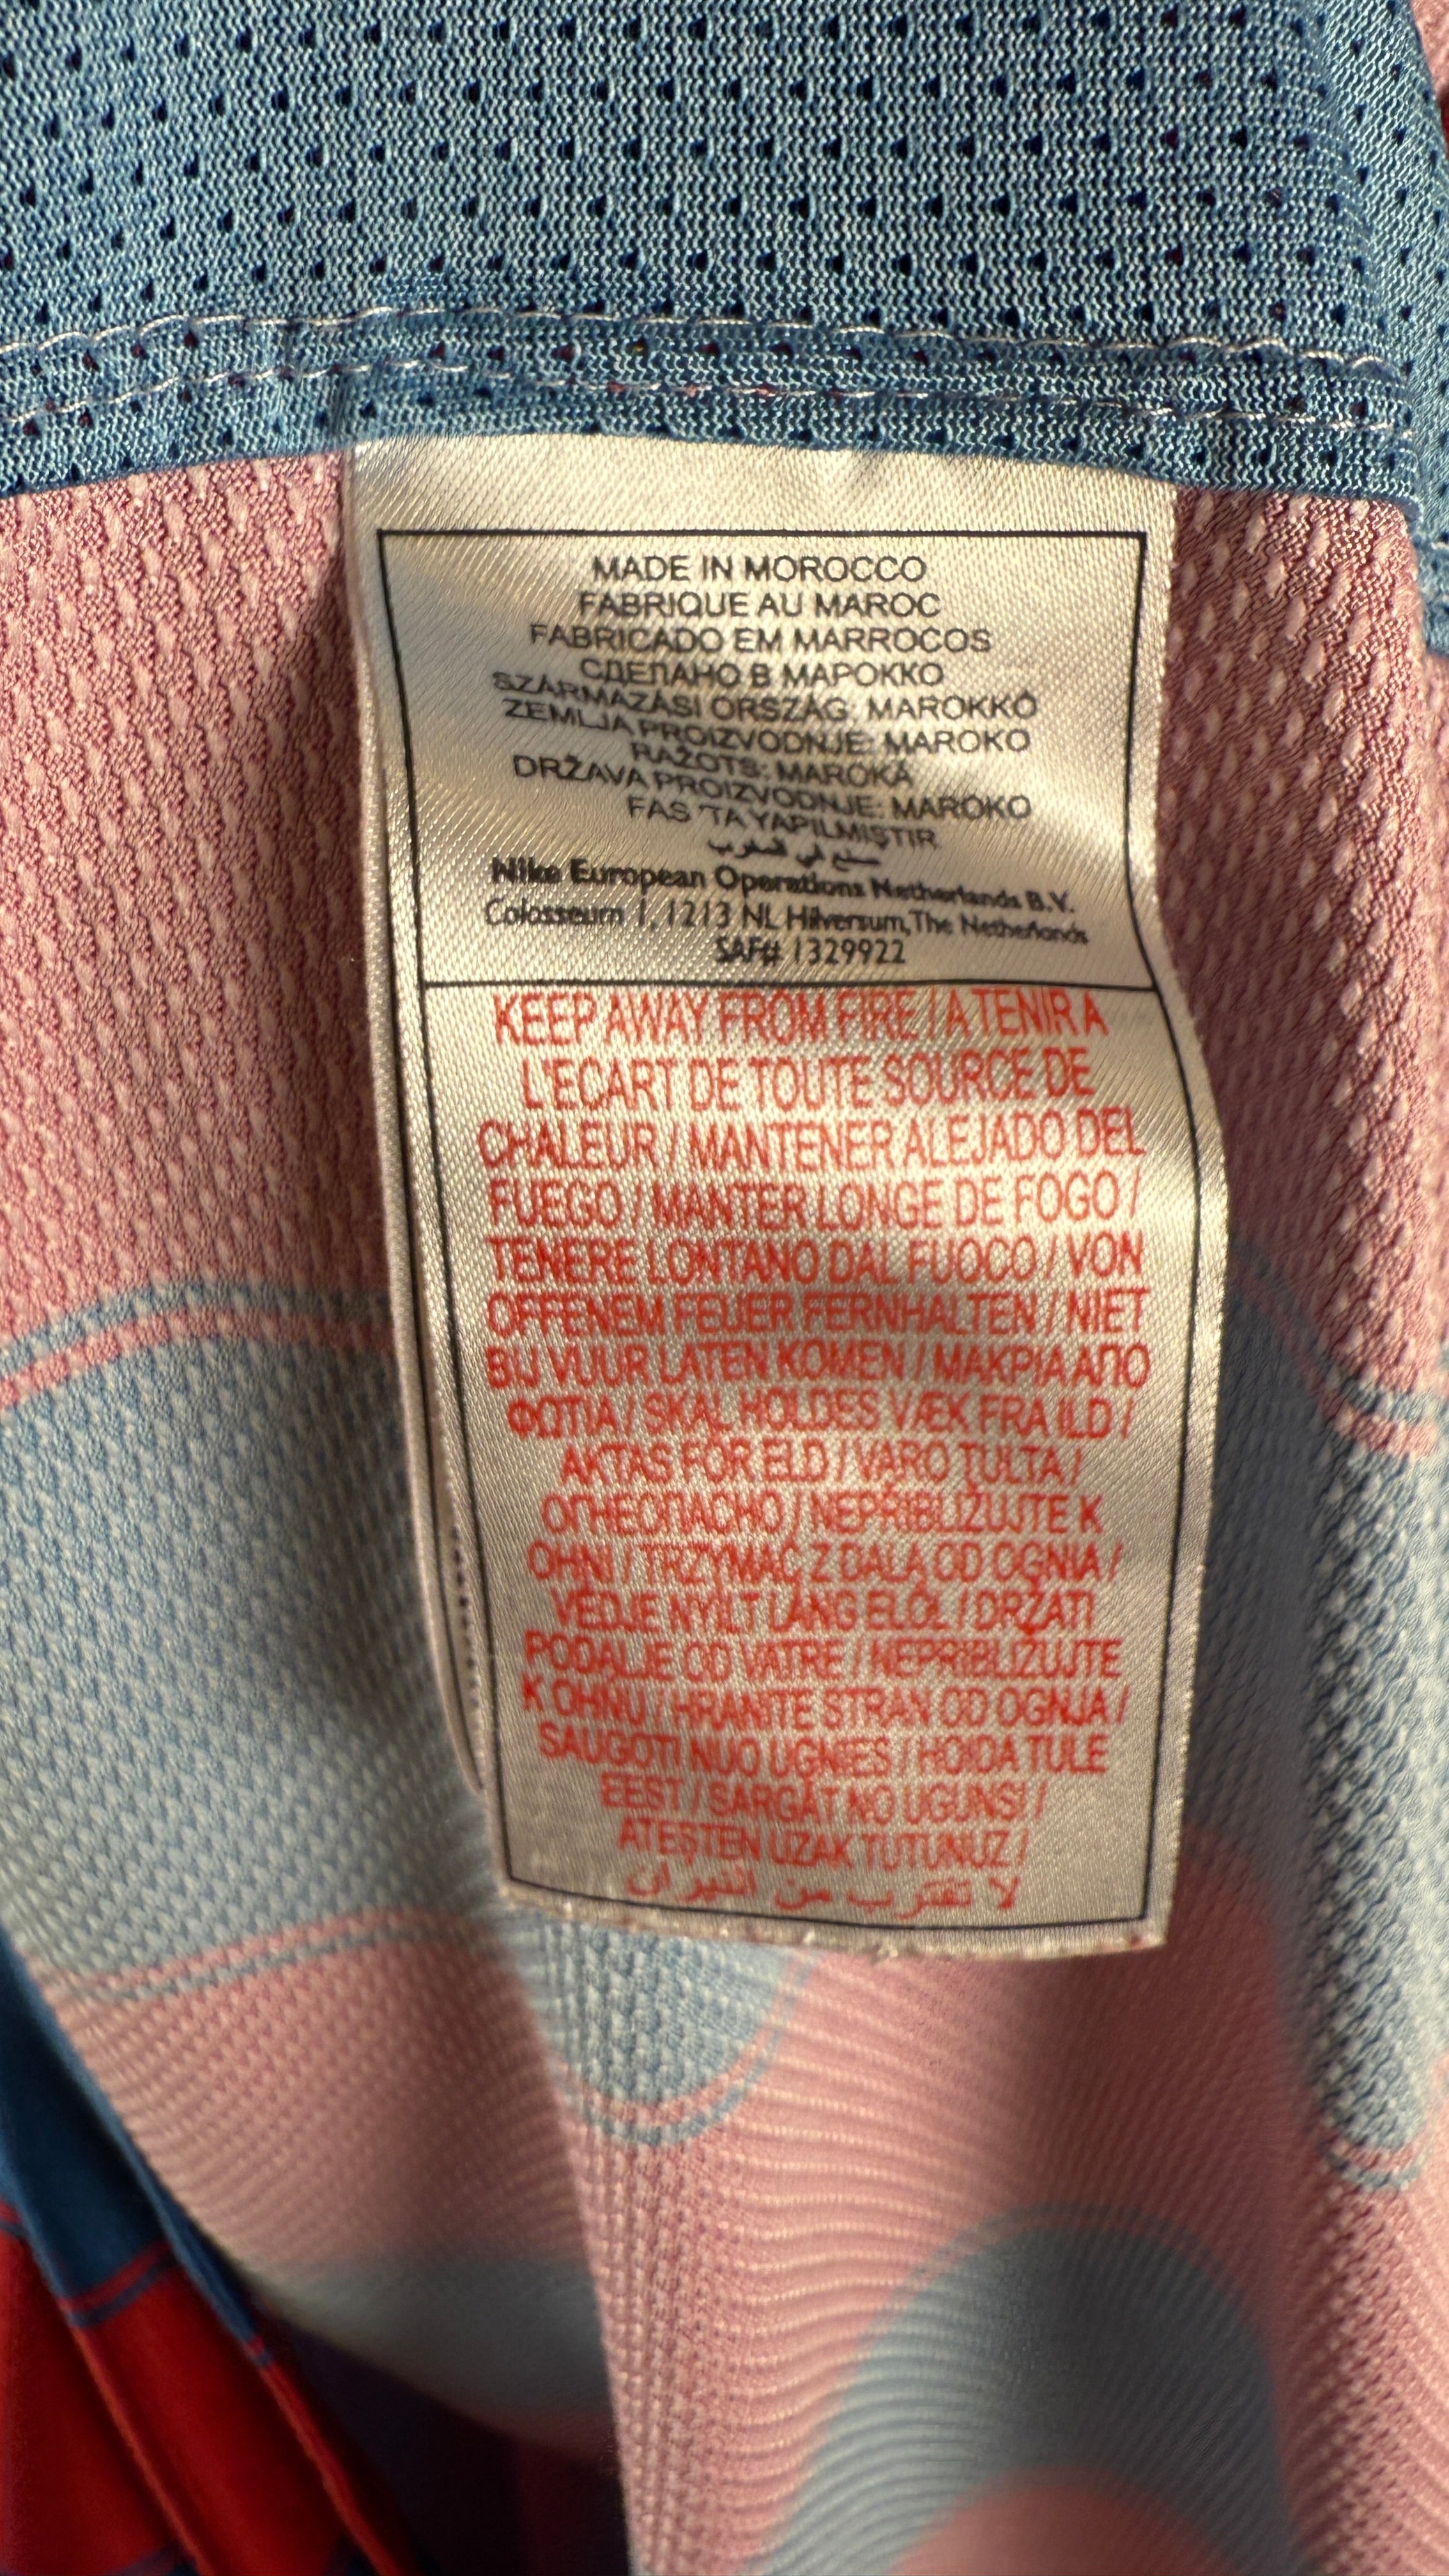 MADE IN MOROCCO
FABRIQUE AU MAROC
FABRICADO EM MARROCOS
СДЕЛАНО В МАРОККО
SZÁRMAZÁSI ORSZÁG: MAROKKÓ
ZEMLJA PROIZVODNJE: MAROKO
RAŽOTS: MAROKĀ
DRŽAVA PROIZVODNJE: MAROKO
FAS 'TA YAPILMIŞTIR
صنع في المغرب
Nike European Operations Netherlands B.V.
Colosseum 1, 1213 NL Hilversum, The Netherlands
SAF# 1329922
KEEP AWAY FROM FIRE / A TENIR A
L'ECART DE TOUTE SOURCE DE
CHALEUR / MANTENER ALEJADO DEL
FUEGO / MANTER LONGE DE FOGO /
TENERE LONTANO DAL FUOCO / VON
OFFENEM FEUER FERNHALTEN / NIET
BIJ VUUR LATEN KOMEN / ΜΑΚΡΙΑ ΑΠΟ
ΦΩΤΙΑ / SKAL HOLDES VÆK FRA ILD /
AKTAS FÖR ELD / VARO TULTA /
ОГНЕОПАСНО / NEPŘIBLIŽUJTE K
OHNI / TRZYMAĆ Z DALA OD OGNIA /
VEDJE NYÍLT LÁNG ELŐL / DRŽATI
PODALJE OD VATRE / NEPRIBLIŽUJTE
K OHŇU / HRANITE STRAN OD OGNJA /
SAUGOTI NUO UGNIES / HOIDA TULE
EEST / SARGĀT NO UGUNS! /
ATEŞTEN UZAK TUTUNUZ /
لا تقترب من النيران